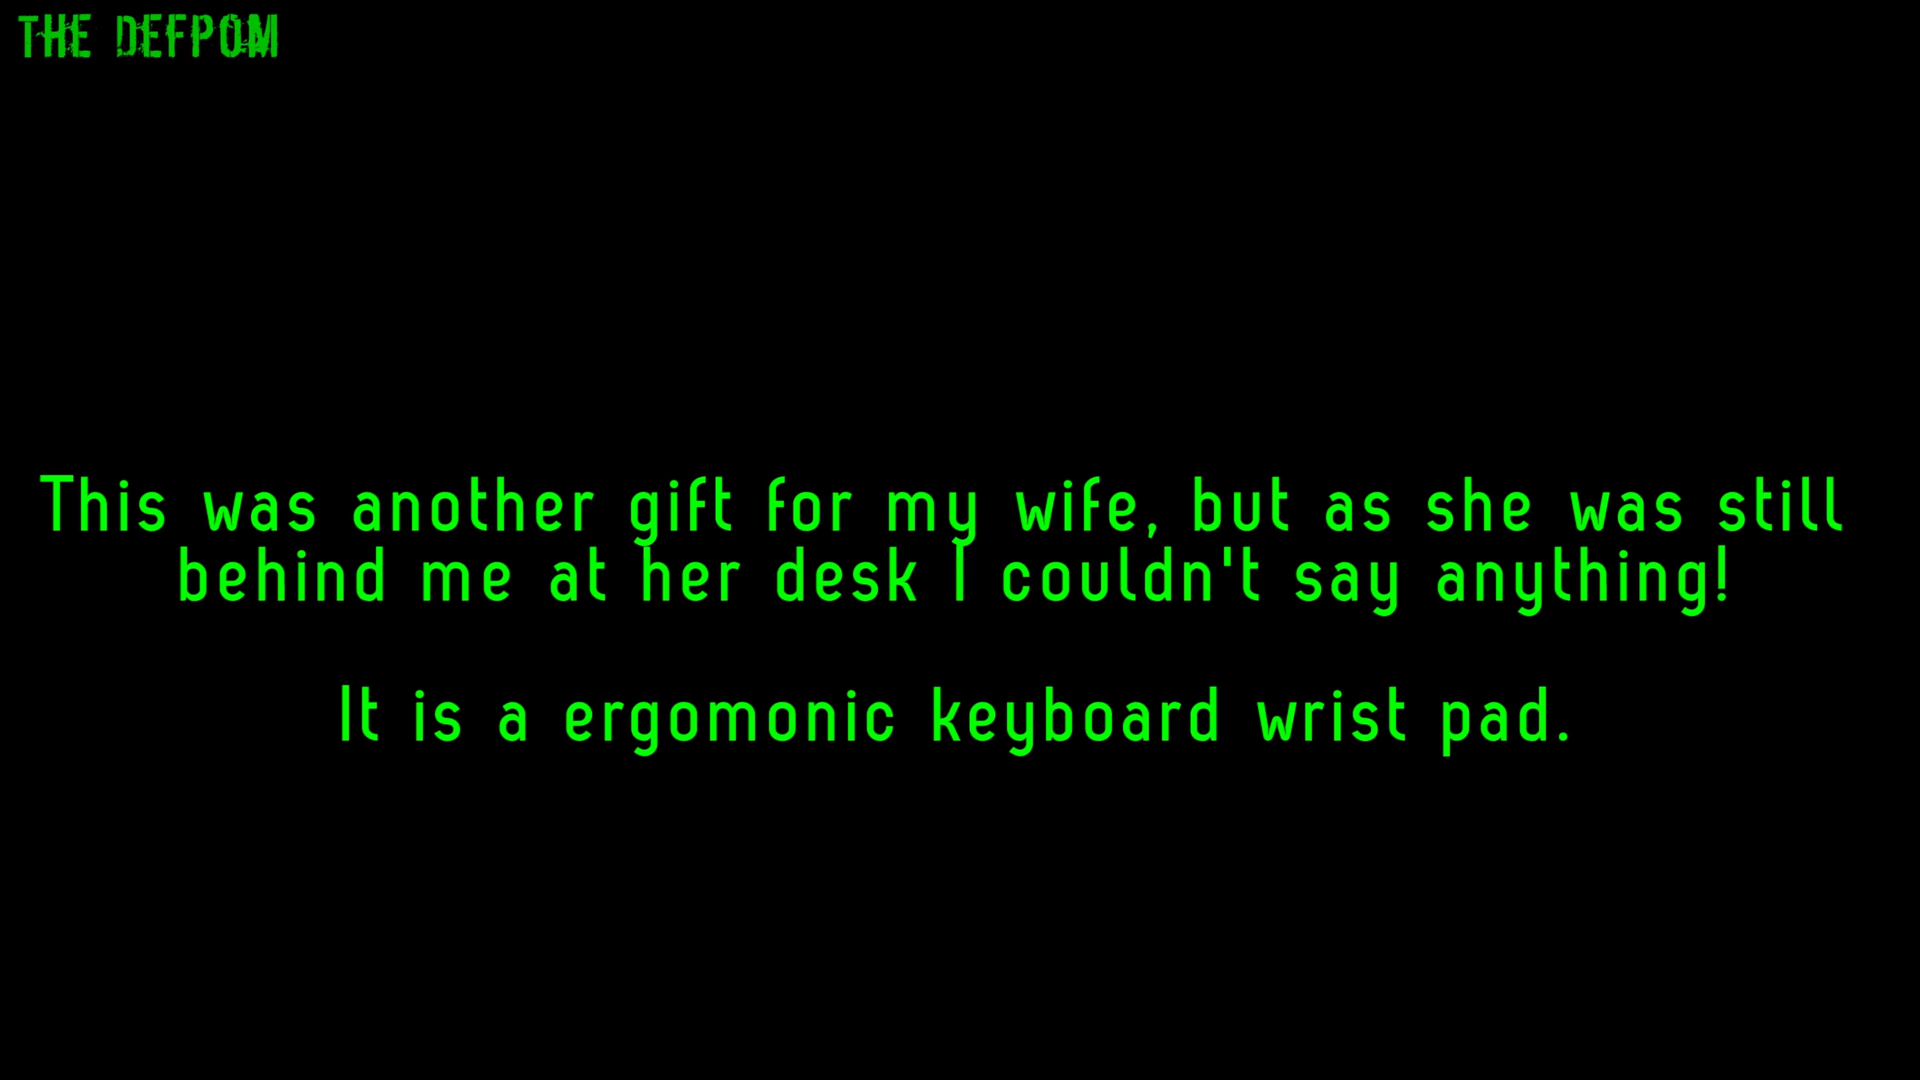 THE DEFPOM
This was another gift for my wife, but as she was still
behind me at her desk I couldn't say anything!
It is a ergomonic keyboard wrist pad.